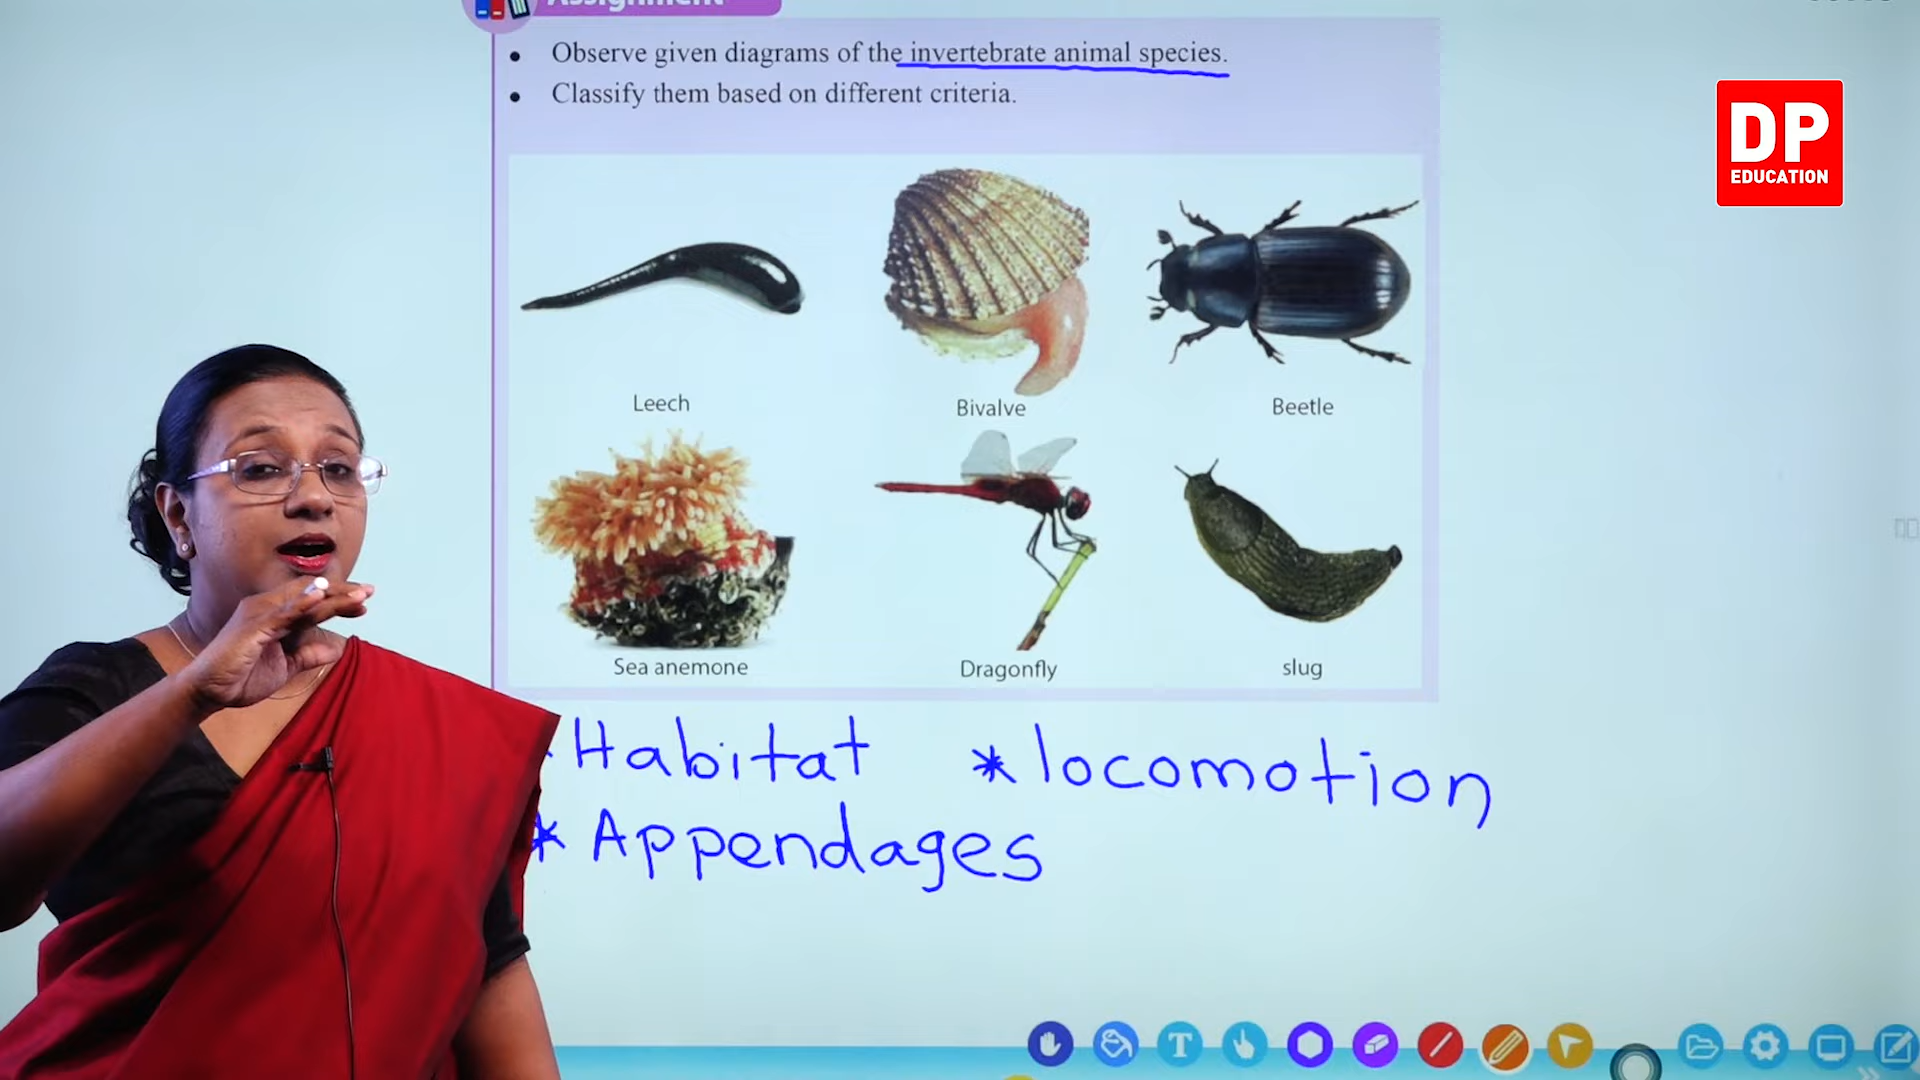 Assignment
• Observe given diagrams of the invertebrate animal species.
• Classify them based on different criteria.
DP
EDUCATION
Leech
Bivalve
Beetle
Sea anemone
Dragonfly
slug
Habitat * locomotion
* Appendages
T